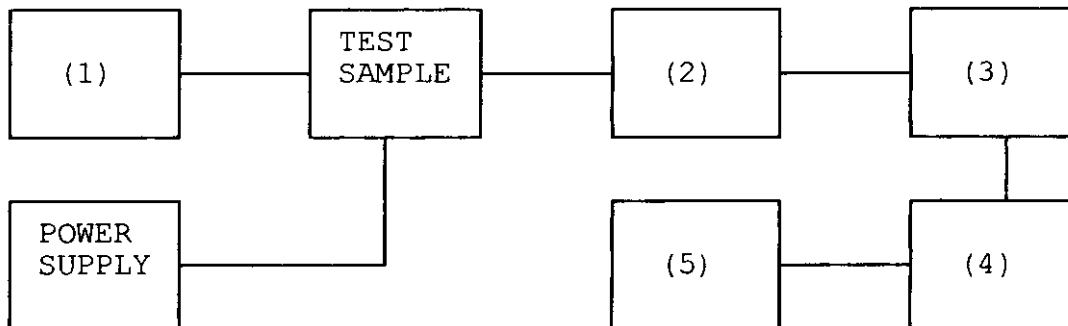 (1)
TEST
SAMPLE
(2)
(3)
POWER
SUPPLY
(5)
(4)